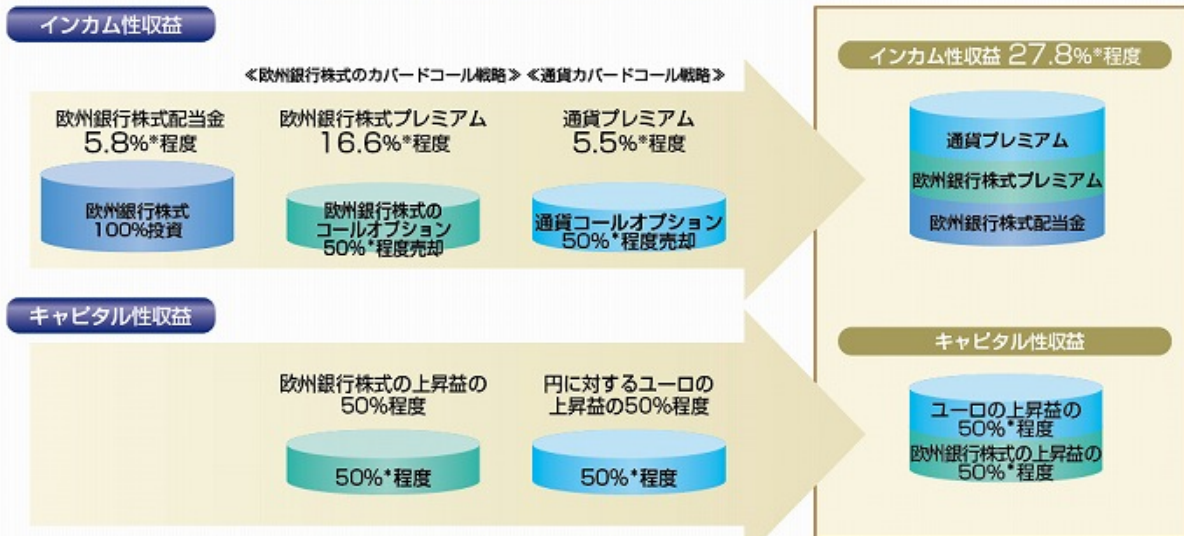 インカム性収益
≪欧州銀行株式のカバードコール戦略≫ ≪通貨カバードコール戦略≫
欧州銀行株式配当金
5.8%*程度
欧州銀行株式
100%投資
欧州銀行株式プレミアム
16.6%*程度
欧州銀行株式の
コールオプション
50%*程度売却
通貨プレミアム
5.5%*程度
通貨コールオプション
50%*程度売却
インカム性収益 27.8%*程度
通貨プレミアム
欧州銀行株式プレミアム
欧州銀行株式配当金
キャピタル性収益
欧州銀行株式の上昇益の
50%程度
50%*程度
円に対するユーロの
上昇益の50%程度
50%*程度
キャピタル性収益
ユーロの上昇益の
50%*程度
欧州銀行株式の上昇益の
50%*程度